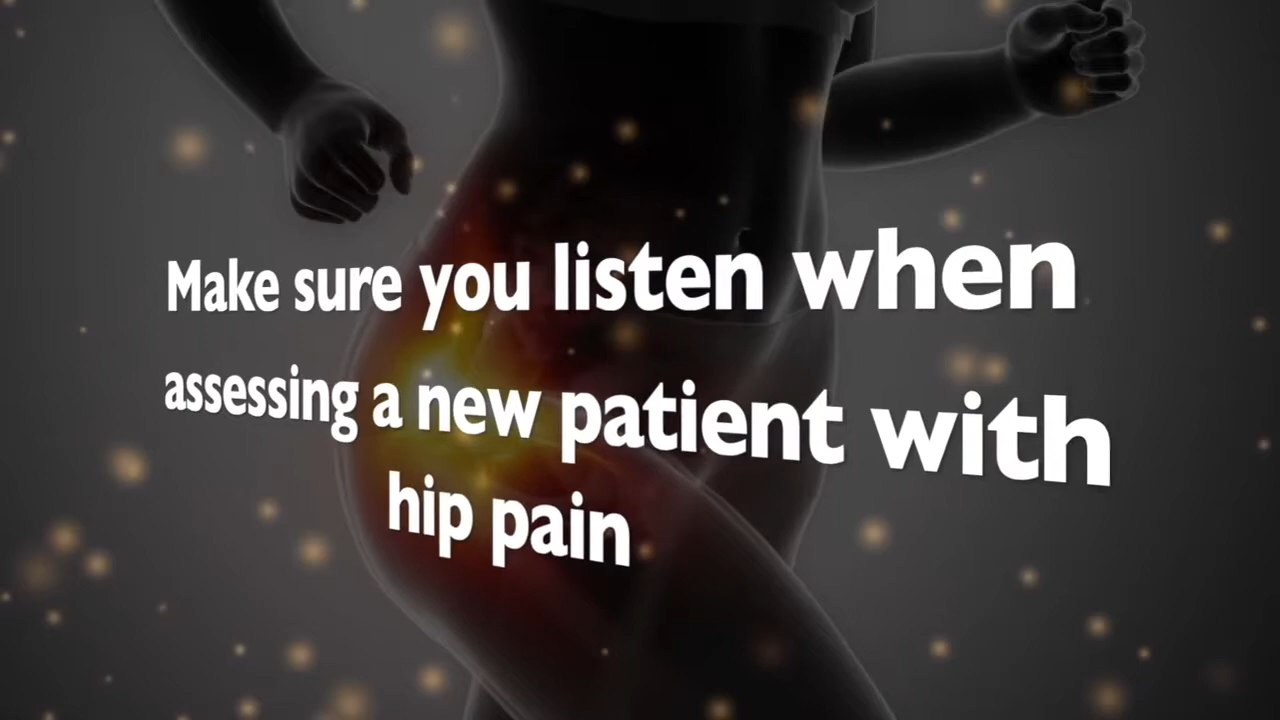 Make sure you listen when
assessing a new patient with
hip pain